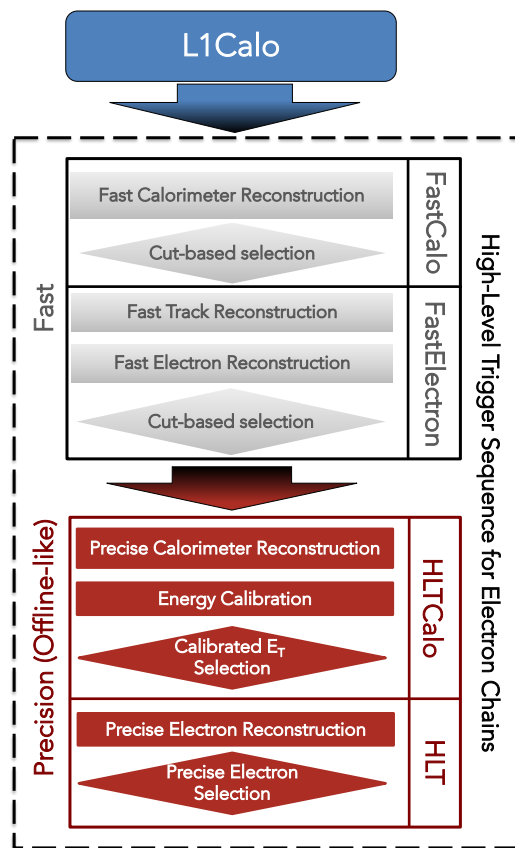 L1Calo
Fast
Fast Calorimeter Reconstruction
Cut-based selection
FastCalo
Fast Track Reconstruction
Fast Electron Reconstruction
Cut-based selection
FastElectron
High-Level Trigger Sequence for Electron Chains
Precision (Offline-like)
Precise Calorimeter Reconstruction
Energy Calibration
Calibrated E_T
Selection
HLTCalo
Precise Electron Reconstruction
Precise Electron
Selection
HLT